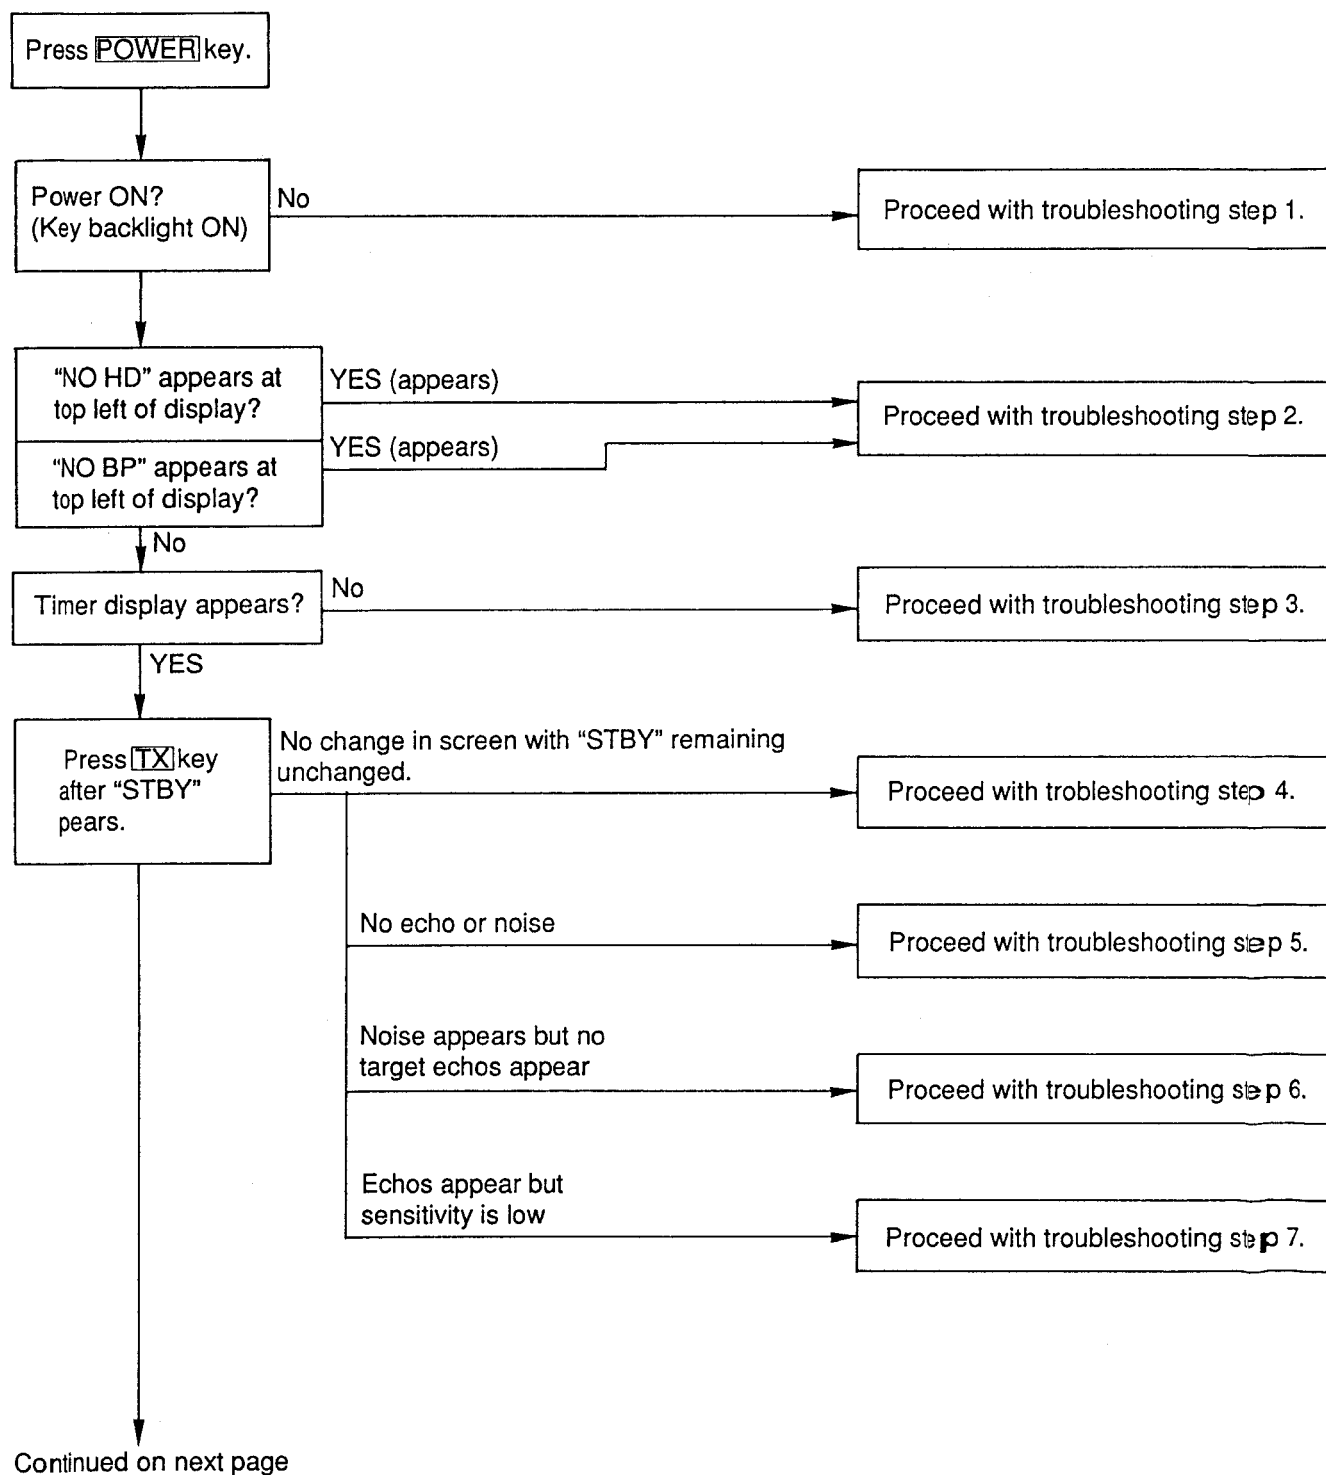 Press POWER key.
Power ON?
(Key backlight ON)
No
Proceed with troubleshooting step 1.
“NO HD” appears at
top left of display?
YES (appears)
Proceed with troubleshooting step 2.
“NO BP” appears at
top left of display?
YES (appears)
No
Timer display appears?
No
Proceed with troubleshooting step 3.
YES
Press TX key
after “STBY”
pears.
No change in screen with “STBY” remaining
unchanged.
Proceed with trobleshooting step 4.
No echo or noise
Proceed with troubleshooting step 5.
Noise appears but no
target echos appear
Proceed with troubleshooting step 6.
Echos appear but
sensitivity is low
Proceed with troubleshooting step 7.
Continued on next page